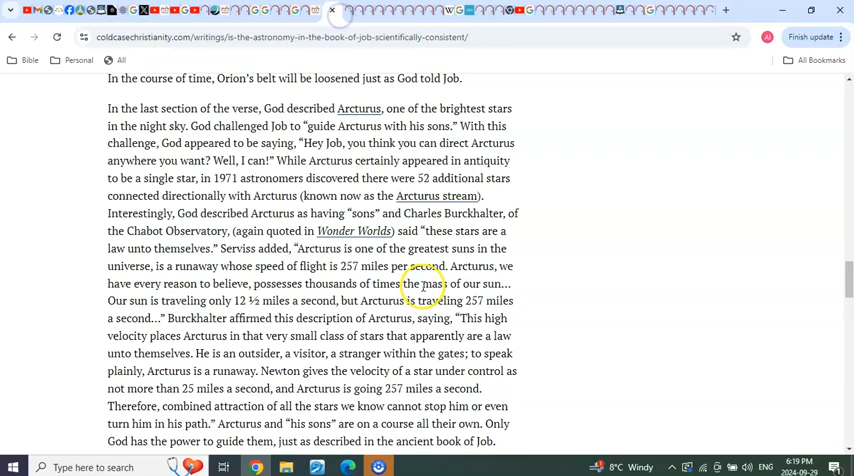 Finish update
coldcasechristianity.com/writings/is-the-astronomy-in-the-book-of-job-scientifically-consistent/
Bible
Personal
All
All Bookmarks
In the course of time, Orion's belt will be loosened just as God told Job.
In the last section of the verse, God described Arcturus, one of the brightest stars
in the night sky. God challenged Job to “guide Arcturus with his sons.” With this
challenge, God appeared to be saying, “Hey Job, you think you can direct Arcturus
anywhere you want? Well, I can!” While Arcturus certainly appeared in antiquity
to be a single star, in 1971 astronomers discovered there were 52 additional stars
connected directionally with Arcturus (known now as the Arcturus stream).
Interestingly, God described Arcturus as having “sons” and Charles Burckhalter, of
the Chabot Observatory, (again quoted in Wonder Worlds) said “these stars are a
law unto themselves.” Serviss added, “Arcturus is one of the greatest suns in the
universe, is a runaway whose speed of flight is 257 miles per second. Arcturus, we
have every reason to believe, possesses thousands of times the mass of our sun…
Our sun is traveling only 12 ½ miles a second, but Arcturus is traveling 257 miles
a second…” Burckhalter affirmed this description of Arcturus, saying, “This high
velocity places Arcturus in that very small class of stars that apparently are a law
unto themselves. He is an outsider, a visitor, a stranger within the gates; to speak
plainly, Arcturus is a runaway. Newton gives the velocity of a star under control as
not more than 25 miles a second, and Arcturus is going 257 miles a second.
Therefore, combined attraction of all the stars we know cannot stop him or even
turn him in his path.” Arcturus and “his sons” are on a course all their own. Only
God has the power to guide them, just as described in the ancient book of Job.
Type here to search
8°C Windy
ENG
6:19 PM
2024-09-29